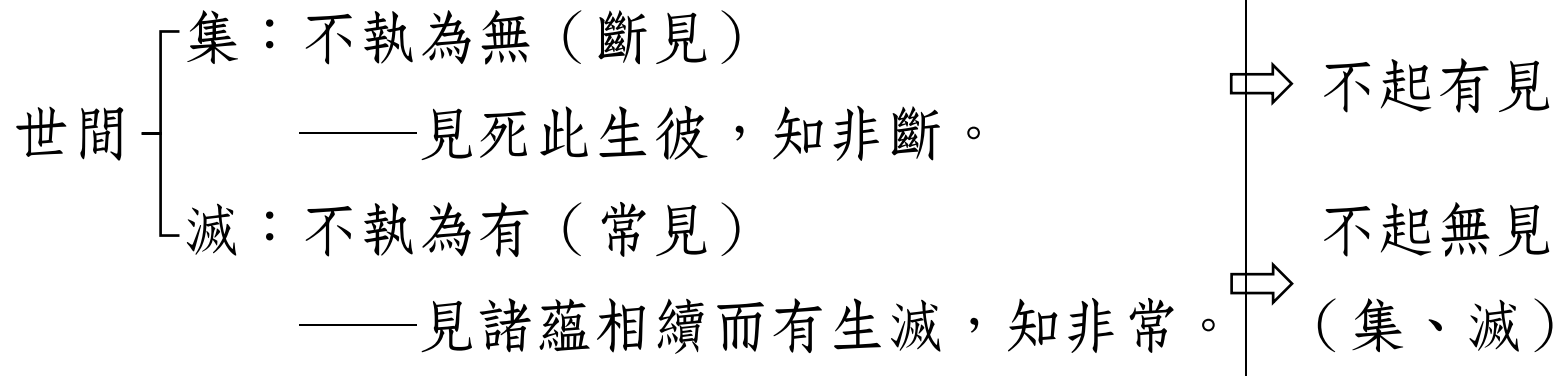 集：不執為無（斷見）
不起有見
世間
——見死此生彼，知非斷。
滅：不執為有（常見）
不起無見
——見諸蘊相續而有生滅，知非常。
（集、滅）